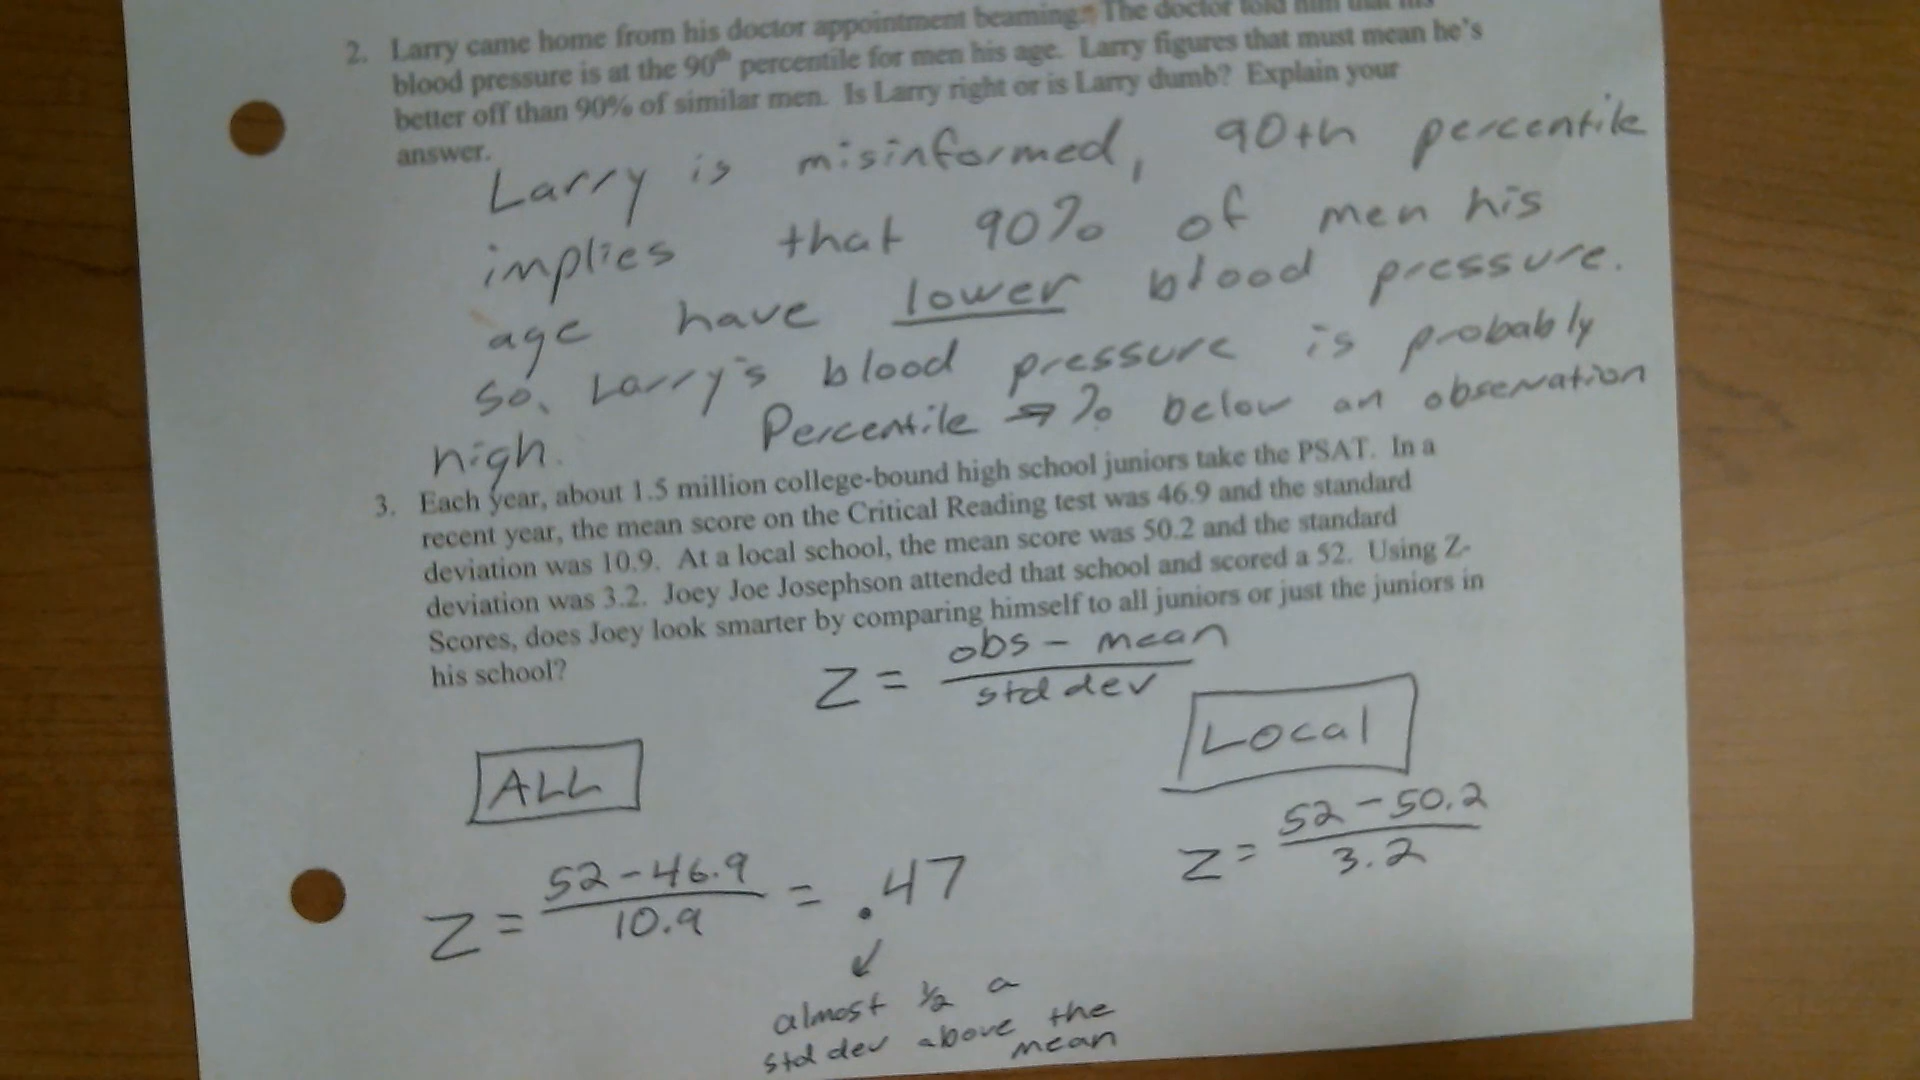 2. Larry came home from his doctor appointment beaming. The doctor told him that his
blood pressure is at the 90th percentile for men his age. Larry figures that must mean he's
better off than 90% of similar men. Is Larry right or is Larry dumb? Explain your
answer.
Larry is misinformed, 90th percentile
implies that 90% of men his
age have lower blood pressure.
so, Larry's blood pressure is probably
high. Percentile → % below an observation
3. Each year, about 1.5 million college-bound high school juniors take the PSAT. In a
recent year, the mean score on the Critical Reading test was 46.9 and the standard
deviation was 10.9. At a local school, the mean score was 50.2 and the standard
deviation was 3.2. Joey Joe Josephson attended that school and scored a 52. Using Z-
Scores, does Joey look smarter by comparing himself to all juniors or just the juniors in
his school?
Z = obs - mean / std dev
ALL
Z = 52 - 46.9 / 10.9 = .47
almost 1/2 a
std dev above the
mean
Local
Z = 52 - 50.2 / 3.2